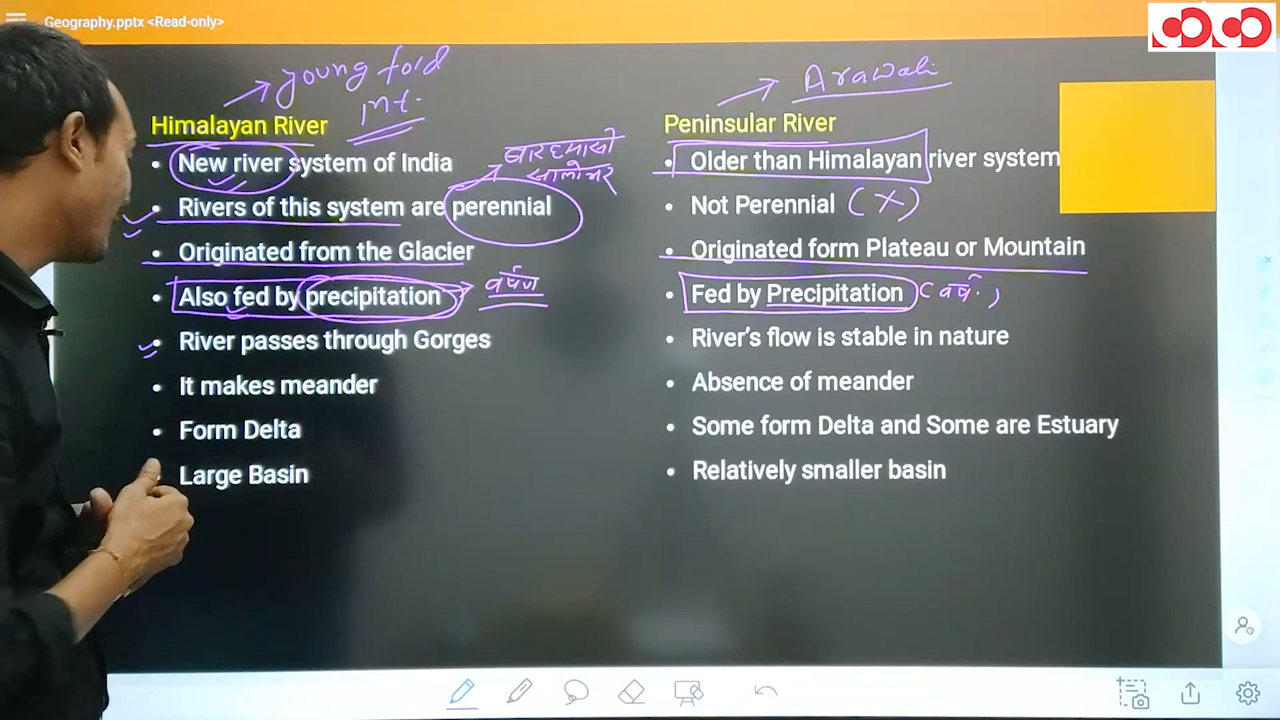 Geography.pptx <Read-only>
young fold
mt.
Himalayan River
New river system of India
बारहमासी
सालोभर
Rivers of this system are perennial
Originated from the Glacier
Also fed by precipitation
वर्षण
River passes through Gorges
It makes meander
Form Delta
Large Basin
Arawali
Peninsular River
Older than Himalayan river system
Not Perennial (X)
Originated form Plateau or Mountain
Fed by Precipitation
River's flow is stable in nature
Absence of meander
Some form Delta and Some are Estuary
Relatively smaller basin